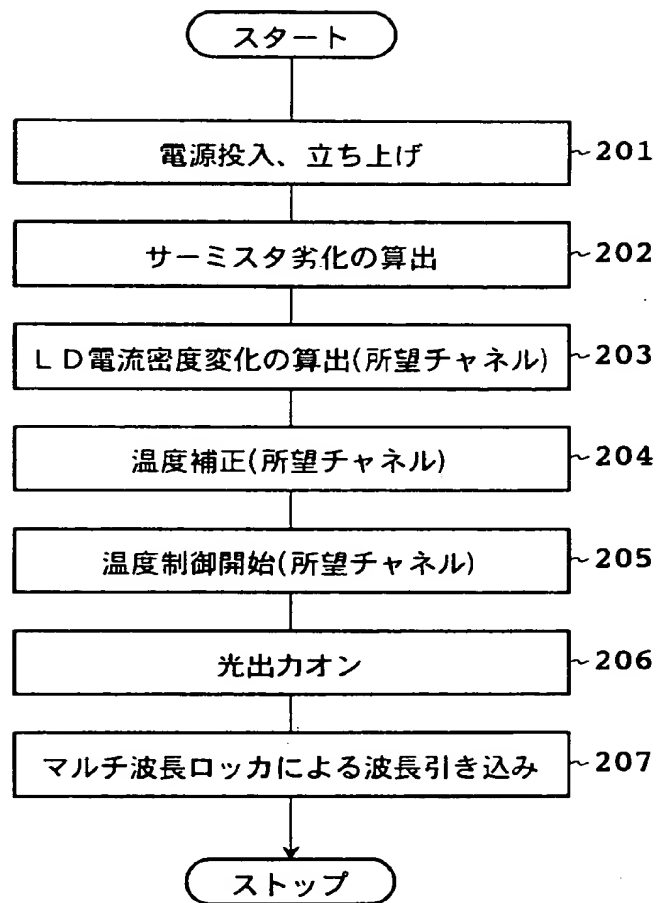 スタート
電源投入、立ち上げ ~201
サーミスタ劣化の算出 ~202
LD電流密度変化の算出(所望チャネル) ~203
温度補正(所望チャネル) ~204
温度制御開始(所望チャネル) ~205
光出力オン ~206
マルチ波長ロッカによる波長引き込み ~207
ストップ